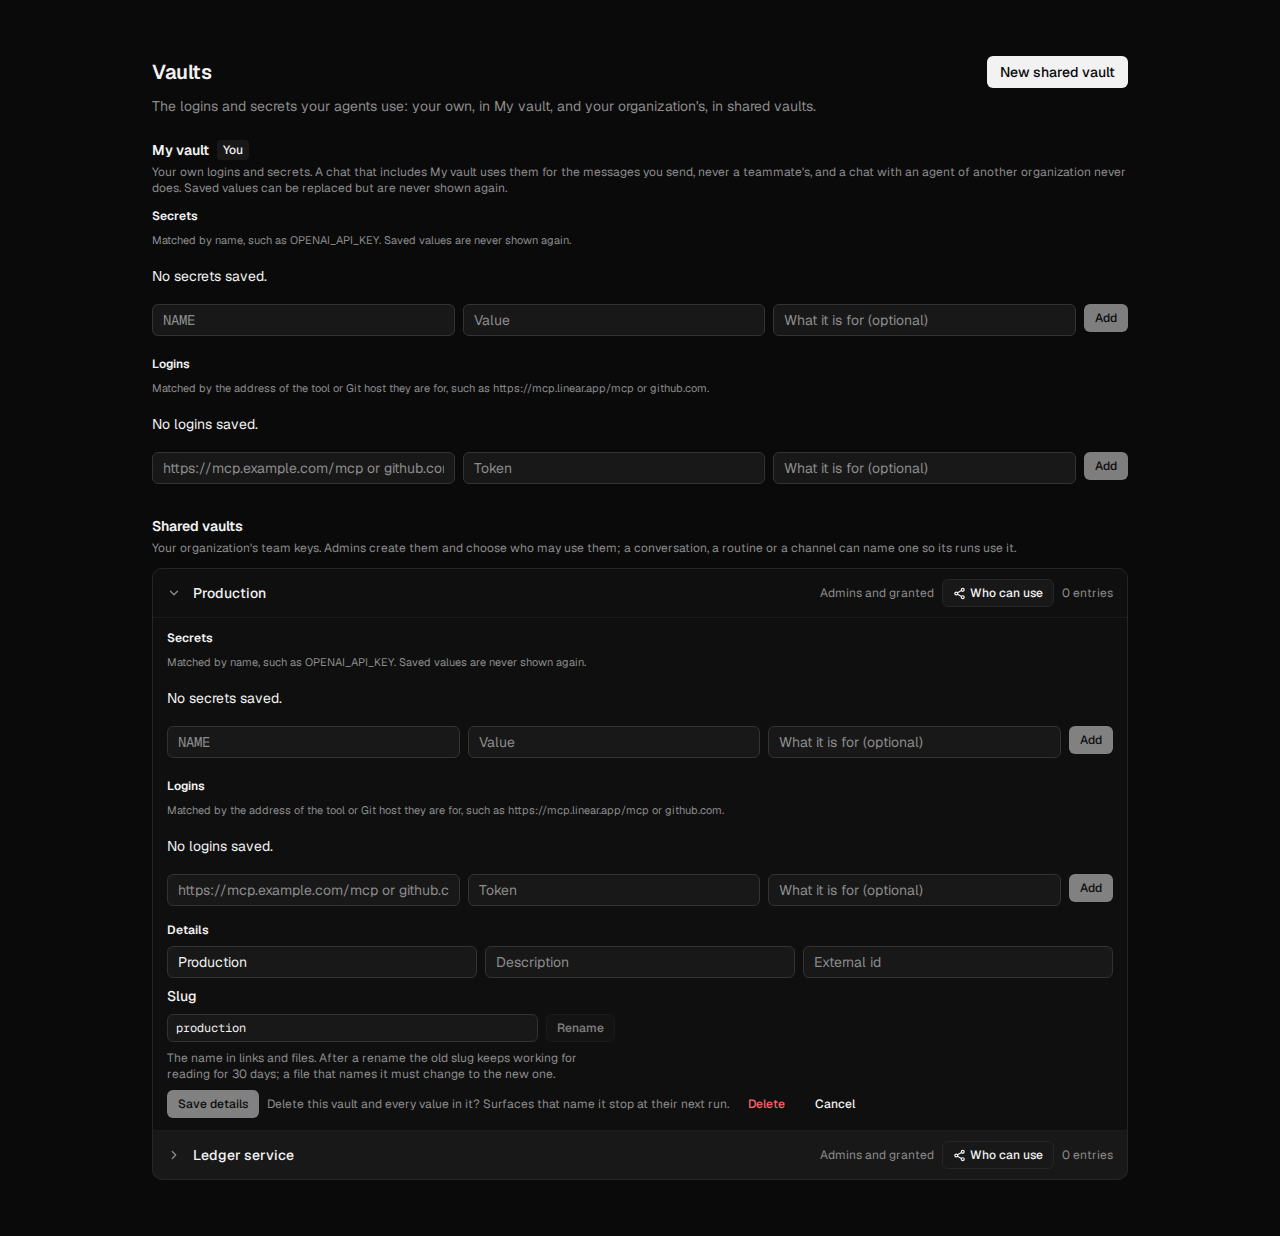 Vaults
New shared vault
The logins and secrets your agents use: your own, in My vault, and your organization's, in shared vaults.
My vault You
Your own logins and secrets. A chat that includes My vault uses them for the messages you send, never a teammate's, and a chat with an agent of another organization never
does. Saved values can be replaced but are never shown again.
Secrets
Matched by name, such as OPENAI_API_KEY. Saved values are never shown again.
No secrets saved.
NAME Value What it is for (optional) Add
Logins
Matched by the address of the tool or Git host they are for, such as https://mcp.linear.app/mcp or github.com.
No logins saved.
https://mcp.example.com/mcp or github.co Token What it is for (optional) Add
Shared vaults
Your organization's team keys. Admins create them and choose who may use them; a conversation, a routine or a channel can name one so its runs use it.
Production Admins and granted Who can use 0 entries
Secrets
Matched by name, such as OPENAI_API_KEY. Saved values are never shown again.
No secrets saved.
NAME Value What it is for (optional) Add
Logins
Matched by the address of the tool or Git host they are for, such as https://mcp.linear.app/mcp or github.com.
No logins saved.
https://mcp.example.com/mcp or github.c Token What it is for (optional) Add
Details
Production Description External id
Slug
production Rename
The name in links and files. After a rename the old slug keeps working for
reading for 30 days; a file that names it must change to the new one.
Save details Delete this vault and every value in it? Surfaces that name it stop at their next run. Delete Cancel
Ledger service Admins and granted Who can use 0 entries